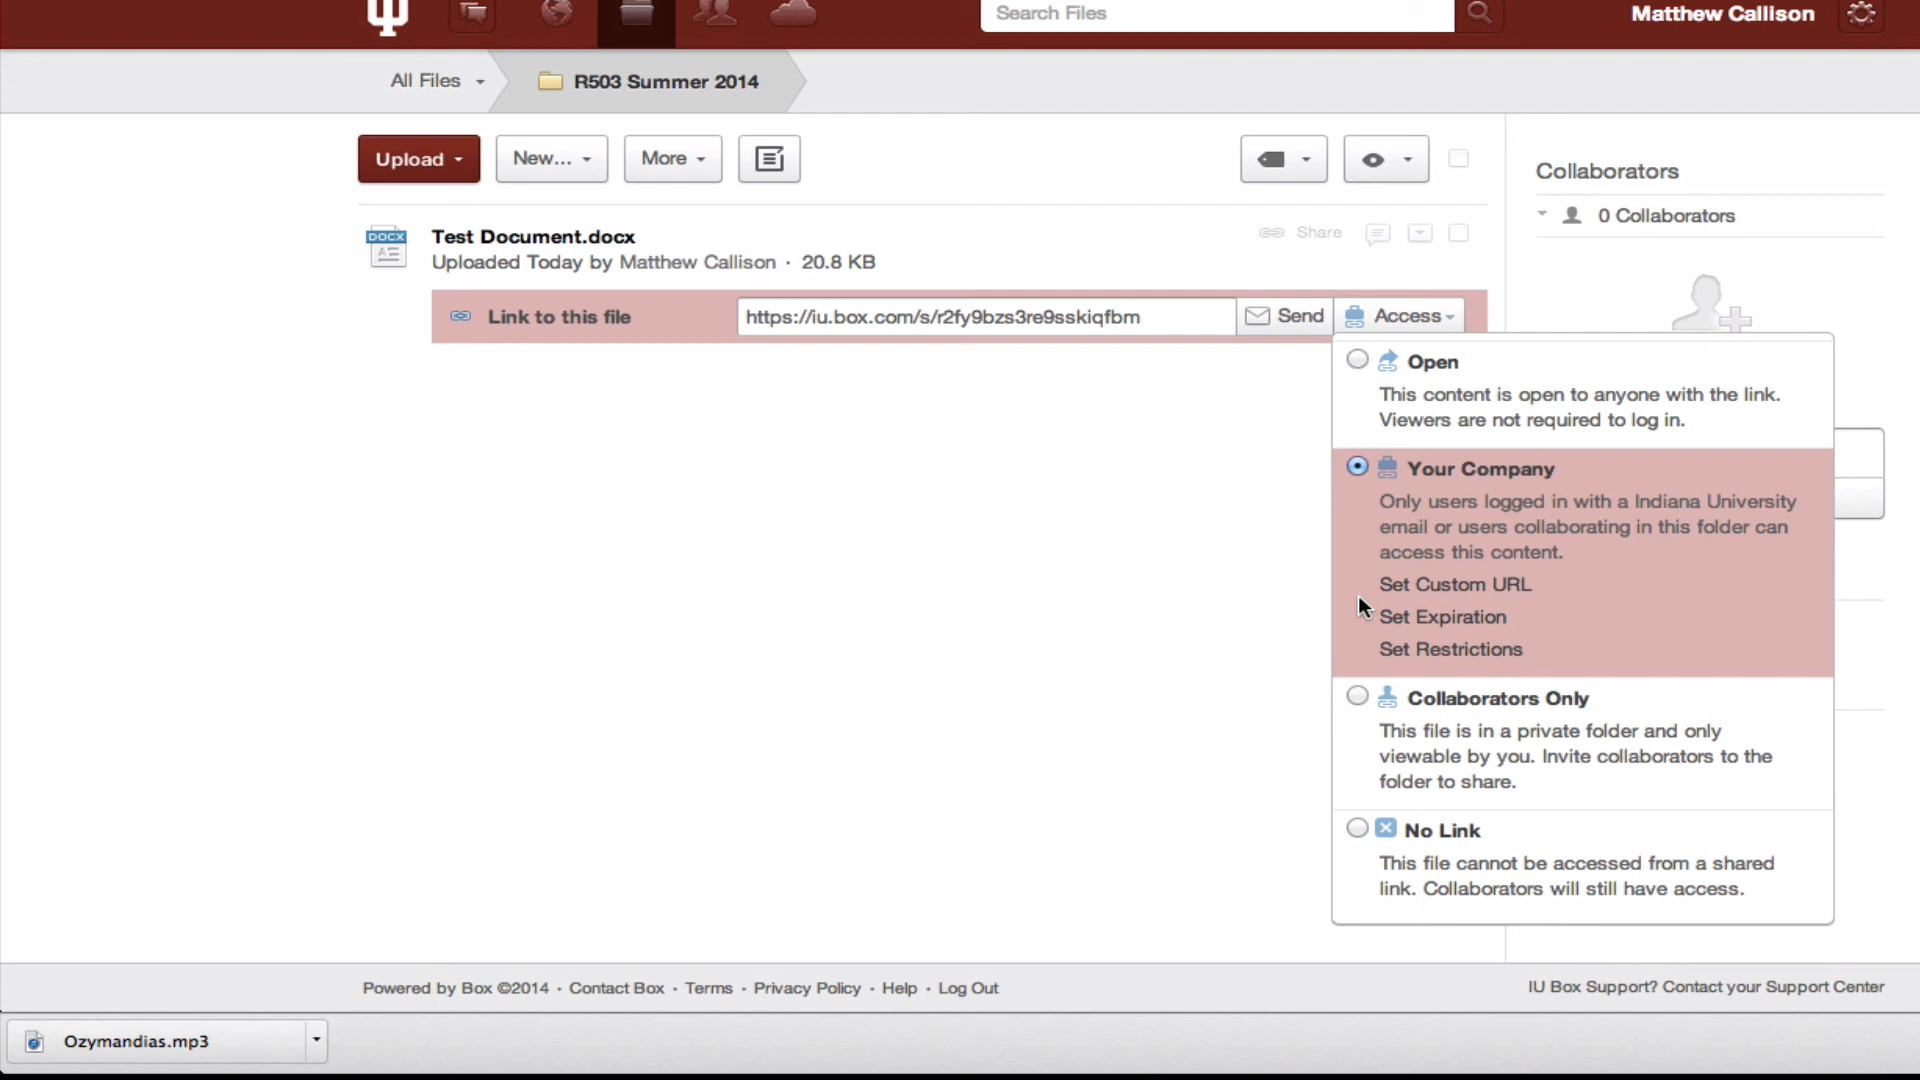 Search Files
Matthew Callison
All Files
R503 Summer 2014
Upload
New...
More
Collaborators
0 Collaborators
DOCX
Test Document.docx
Share
Uploaded Today by Matthew Callison · 20.8 KB
Link to this file
https://iu.box.com/s/r2fy9bzs3re9sskiqfbm
Send
Access
Open
This content is open to anyone with the link.
Viewers are not required to log in.
Your Company
Only users logged in with a Indiana University
email or users collaborating in this folder can
access this content.
Set Custom URL
Set Expiration
Set Restrictions
Collaborators Only
This file is in a private folder and only
viewable by you. Invite collaborators to the
folder to share.
No Link
This file cannot be accessed from a shared
link. Collaborators will still have access.
Powered by Box ©2014 · Contact Box · Terms · Privacy Policy · Help · Log Out
IU Box Support? Contact your Support Center
Ozymandias.mp3